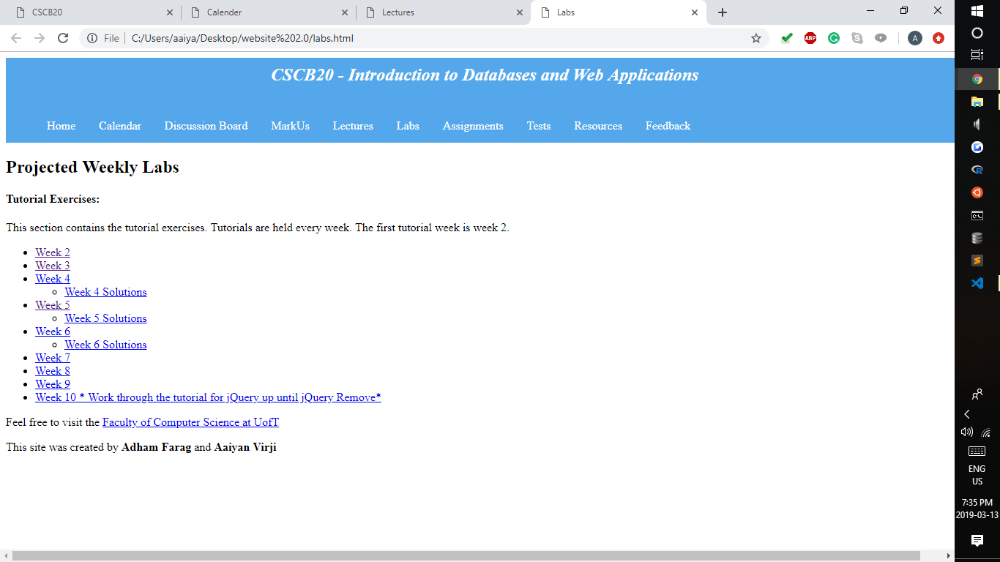 CSCB20 Calender Lectures Labs
File C:/Users/aaiya/Desktop/website%202.0/labs.html ABP A
CSCB20 - Introduction to Databases and Web Applications
Home Calendar Discussion Board MarkUs Lectures Labs Assignments Tests Resources Feedback
Projected Weekly Labs
Tutorial Exercises:
This section contains the tutorial exercises. Tutorials are held every week. The first tutorial week is week 2.
Week 2
Week 3
Week 4
Week 4 Solutions
Week 5
Week 5 Solutions
Week 6
Week 6 Solutions
Week 7
Week 8
Week 9
Week 10 * Work through the tutorial for jQuery up until jQuery Remove*
Feel free to visit the Faculty of Computer Science at UofT
This site was created by Adham Farag and Aaiyan Virji
ENG
US
7:35 PM
2019-03-13